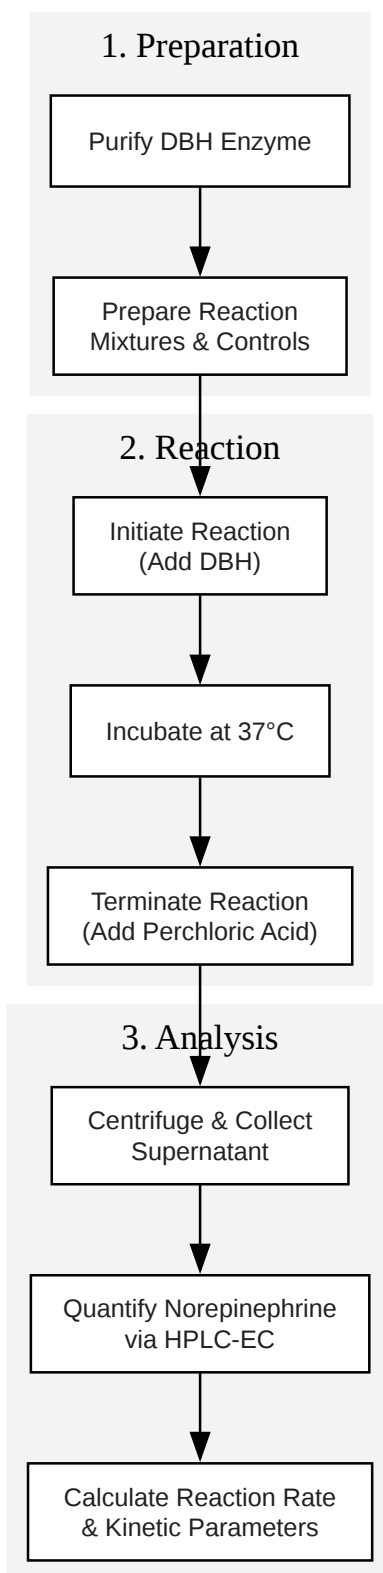 1. Preparation
Purify DBH Enzyme
Prepare Reaction
Mixtures & Controls
2. Reaction
Initiate Reaction
(Add DBH)
Incubate at 37°C
Terminate Reaction
(Add Perchloric Acid)
3. Analysis
Centrifuge & Collect
Supernatant
Quantify Norepinephrine
via HPLC-EC
Calculate Reaction Rate
& Kinetic Parameters